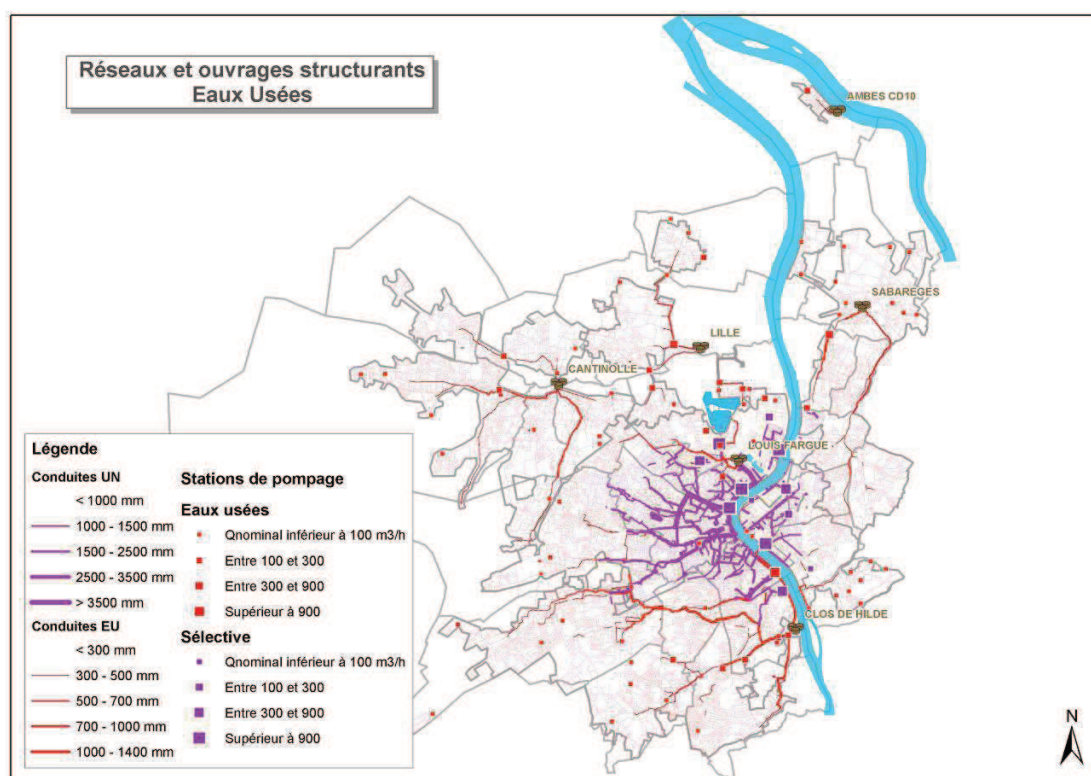 Réseaux et ouvrages structurants
Eaux Usées
AMBES CD10
SABAREGES
LILLE
CANTINOLLE
LOUIS FARGUE
CLOS DE HILDE
Légende
Conduites UN
< 1000 mm
1000 - 1500 mm
1500 - 2500 mm
2500 - 3500 mm
> 3500 mm
Conduites EU
< 300 mm
300 - 500 mm
500 - 700 mm
700 - 1000 mm
1000 - 1400 mm
Stations de pompage
Eaux usées
Qnominal inférieur à 100 m3/h
Entre 100 et 300
Entre 300 et 900
Supérieur à 900
Sélective
Qnominal inférieur à 100 m3/h
Entre 100 et 300
Entre 300 et 900
Supérieur à 900
N